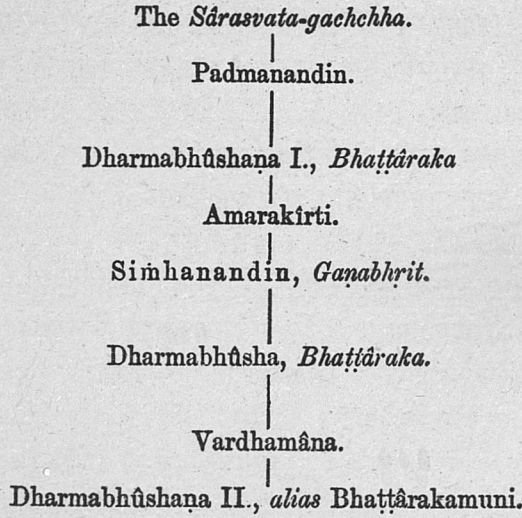 The Sârasvata-gachchha.
Padmanandin.
Dharmabhûshaṇa I., Bhaṭṭâraka
Amarakîrti.
Siṁhanandin, Gaṇabhṛit.
Dharmabhûsha, Bhaṭṭâraka.
Vardhamâna.
Dharmabhûshaṇa II., alias Bhaṭṭârakamuni.